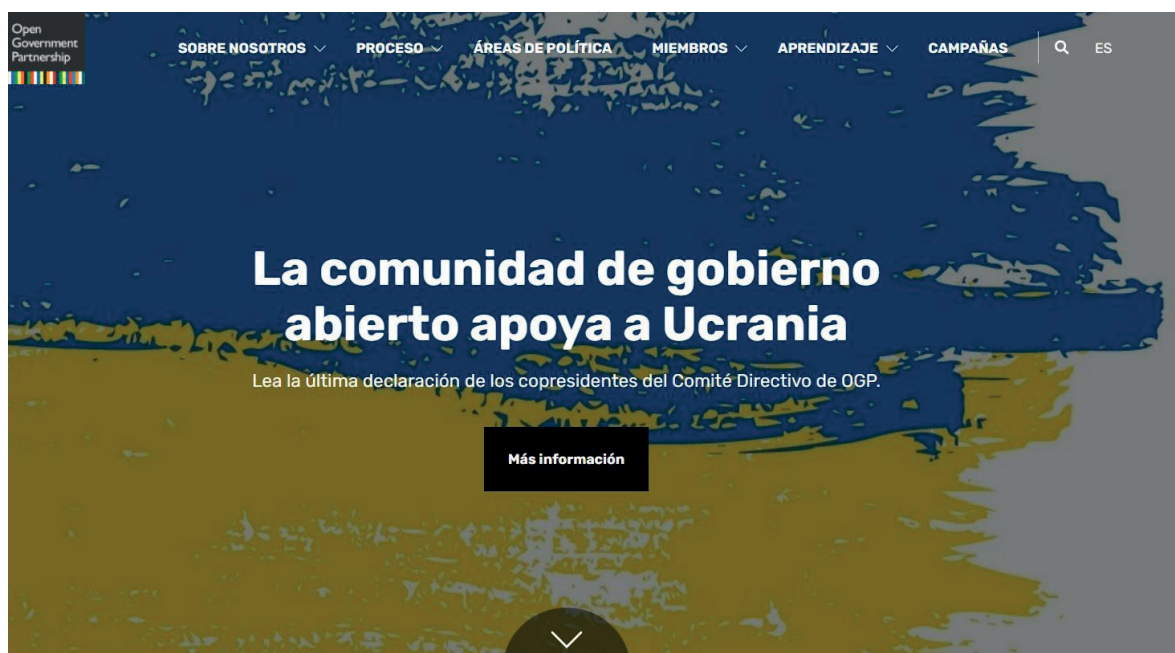 Open
Government
Partnership
SOBRE NOSOTROS PROCESO ÁREAS DE POLÍTICA MIEMBROS APRENDIZAJE CAMPAÑAS ES
La comunidad de gobierno
abierto apoya a Ucrania
Lea la última declaración de los copresidentes del Comité Directivo de OGP.
Más información